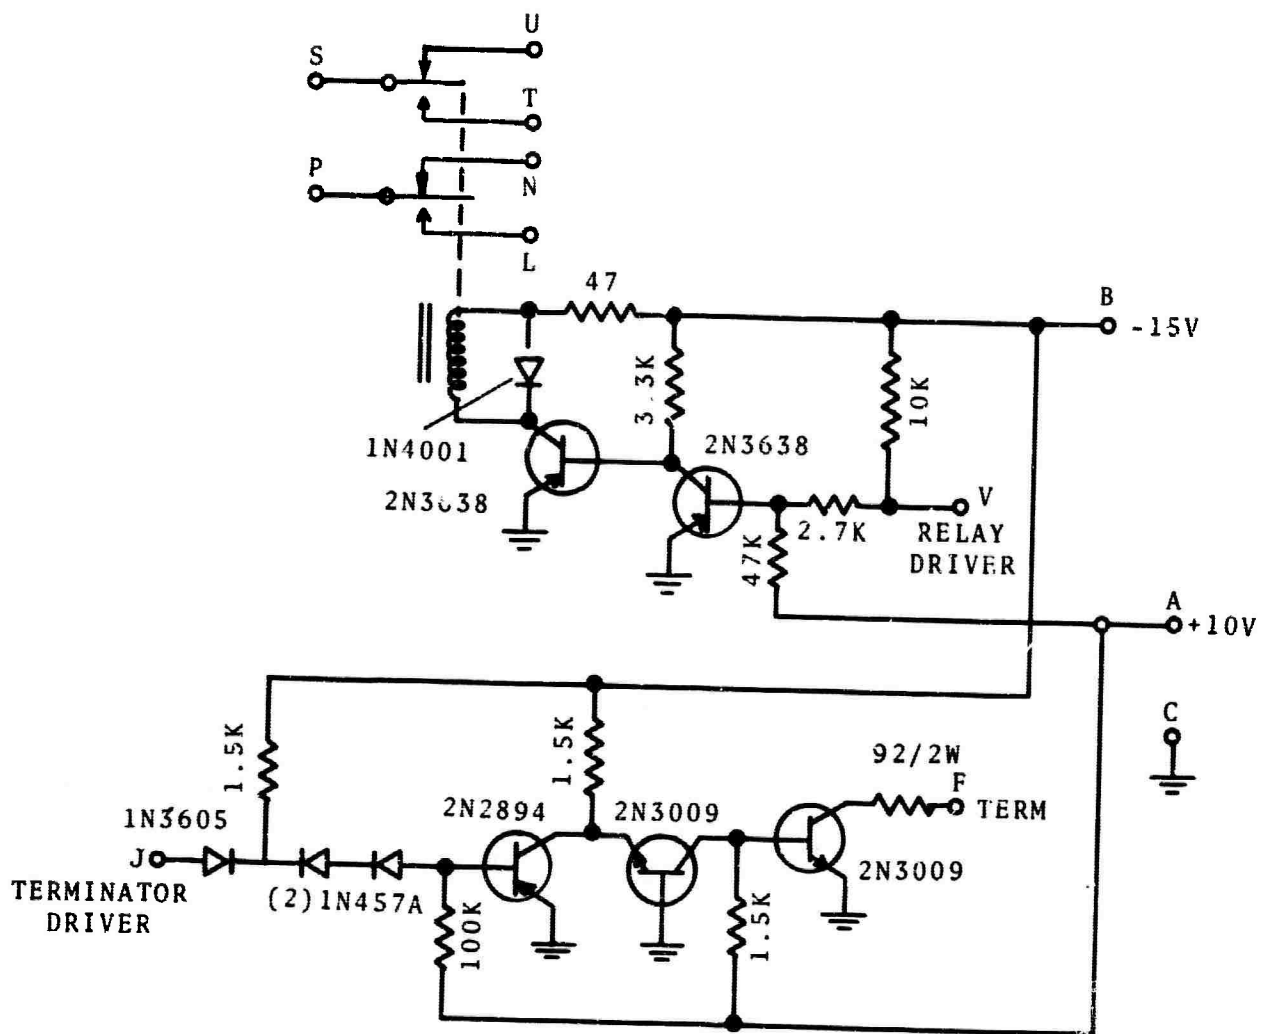 U
S
T
P
N
L
47
B
-15V
3.3K
10K
1N4001
2N3638
2N3638
V
RELAY
DRIVER
2.7K
47K
A
+10V
C
1.5K
1.5K
92/2W
F
TERM
1N3605
2N2894
2N3009
J
TERMINATOR
DRIVER
(2)1N457A
2N3009
100K
1.5K